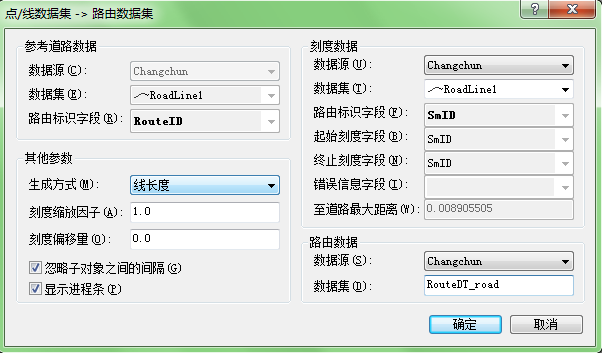 点/线数据集 -> 路由数据集
参考道路数据
数据源(C): Changchun
数据集(E): RoadLine1
路由标识字段(R): RouteID
其他参数
生成方式(M): 线长度
刻度缩放因子(A): 1.0
刻度偏移量(O): 0.0
忽略子对象之间的间隔(G)
显示进程条(P)
刻度数据
数据源(U): Changchun
数据集(T): RoadLine1
路由标识字段(F): SmID
起始刻度字段(B): SmID
终止刻度字段(N): SmID
错误信息字段(I):
至道路最大距离(W): 0.008905505
路由数据
数据源(S): Changchun
数据集(D): RouteDT_road
确定 取消